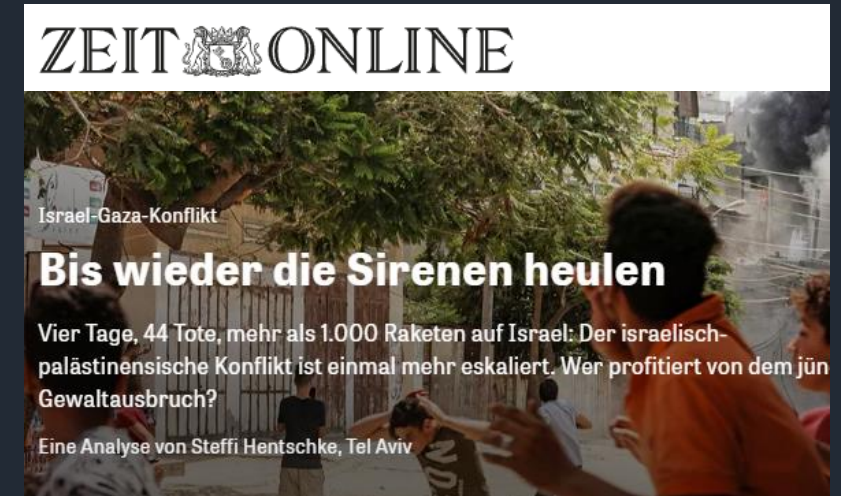 ZEIT ONLINE
Israel-Gaza-Konflikt
Bis wieder die Sirenen heulen
Vier Tage, 44 Tote, mehr als 1.000 Raketen auf Israel: Der israelisch-
palästinensische Konflikt ist einmal mehr eskaliert. Wer profitiert von dem jün
Gewaltausbruch?
Eine Analyse von Steffi Hentschke, Tel Aviv